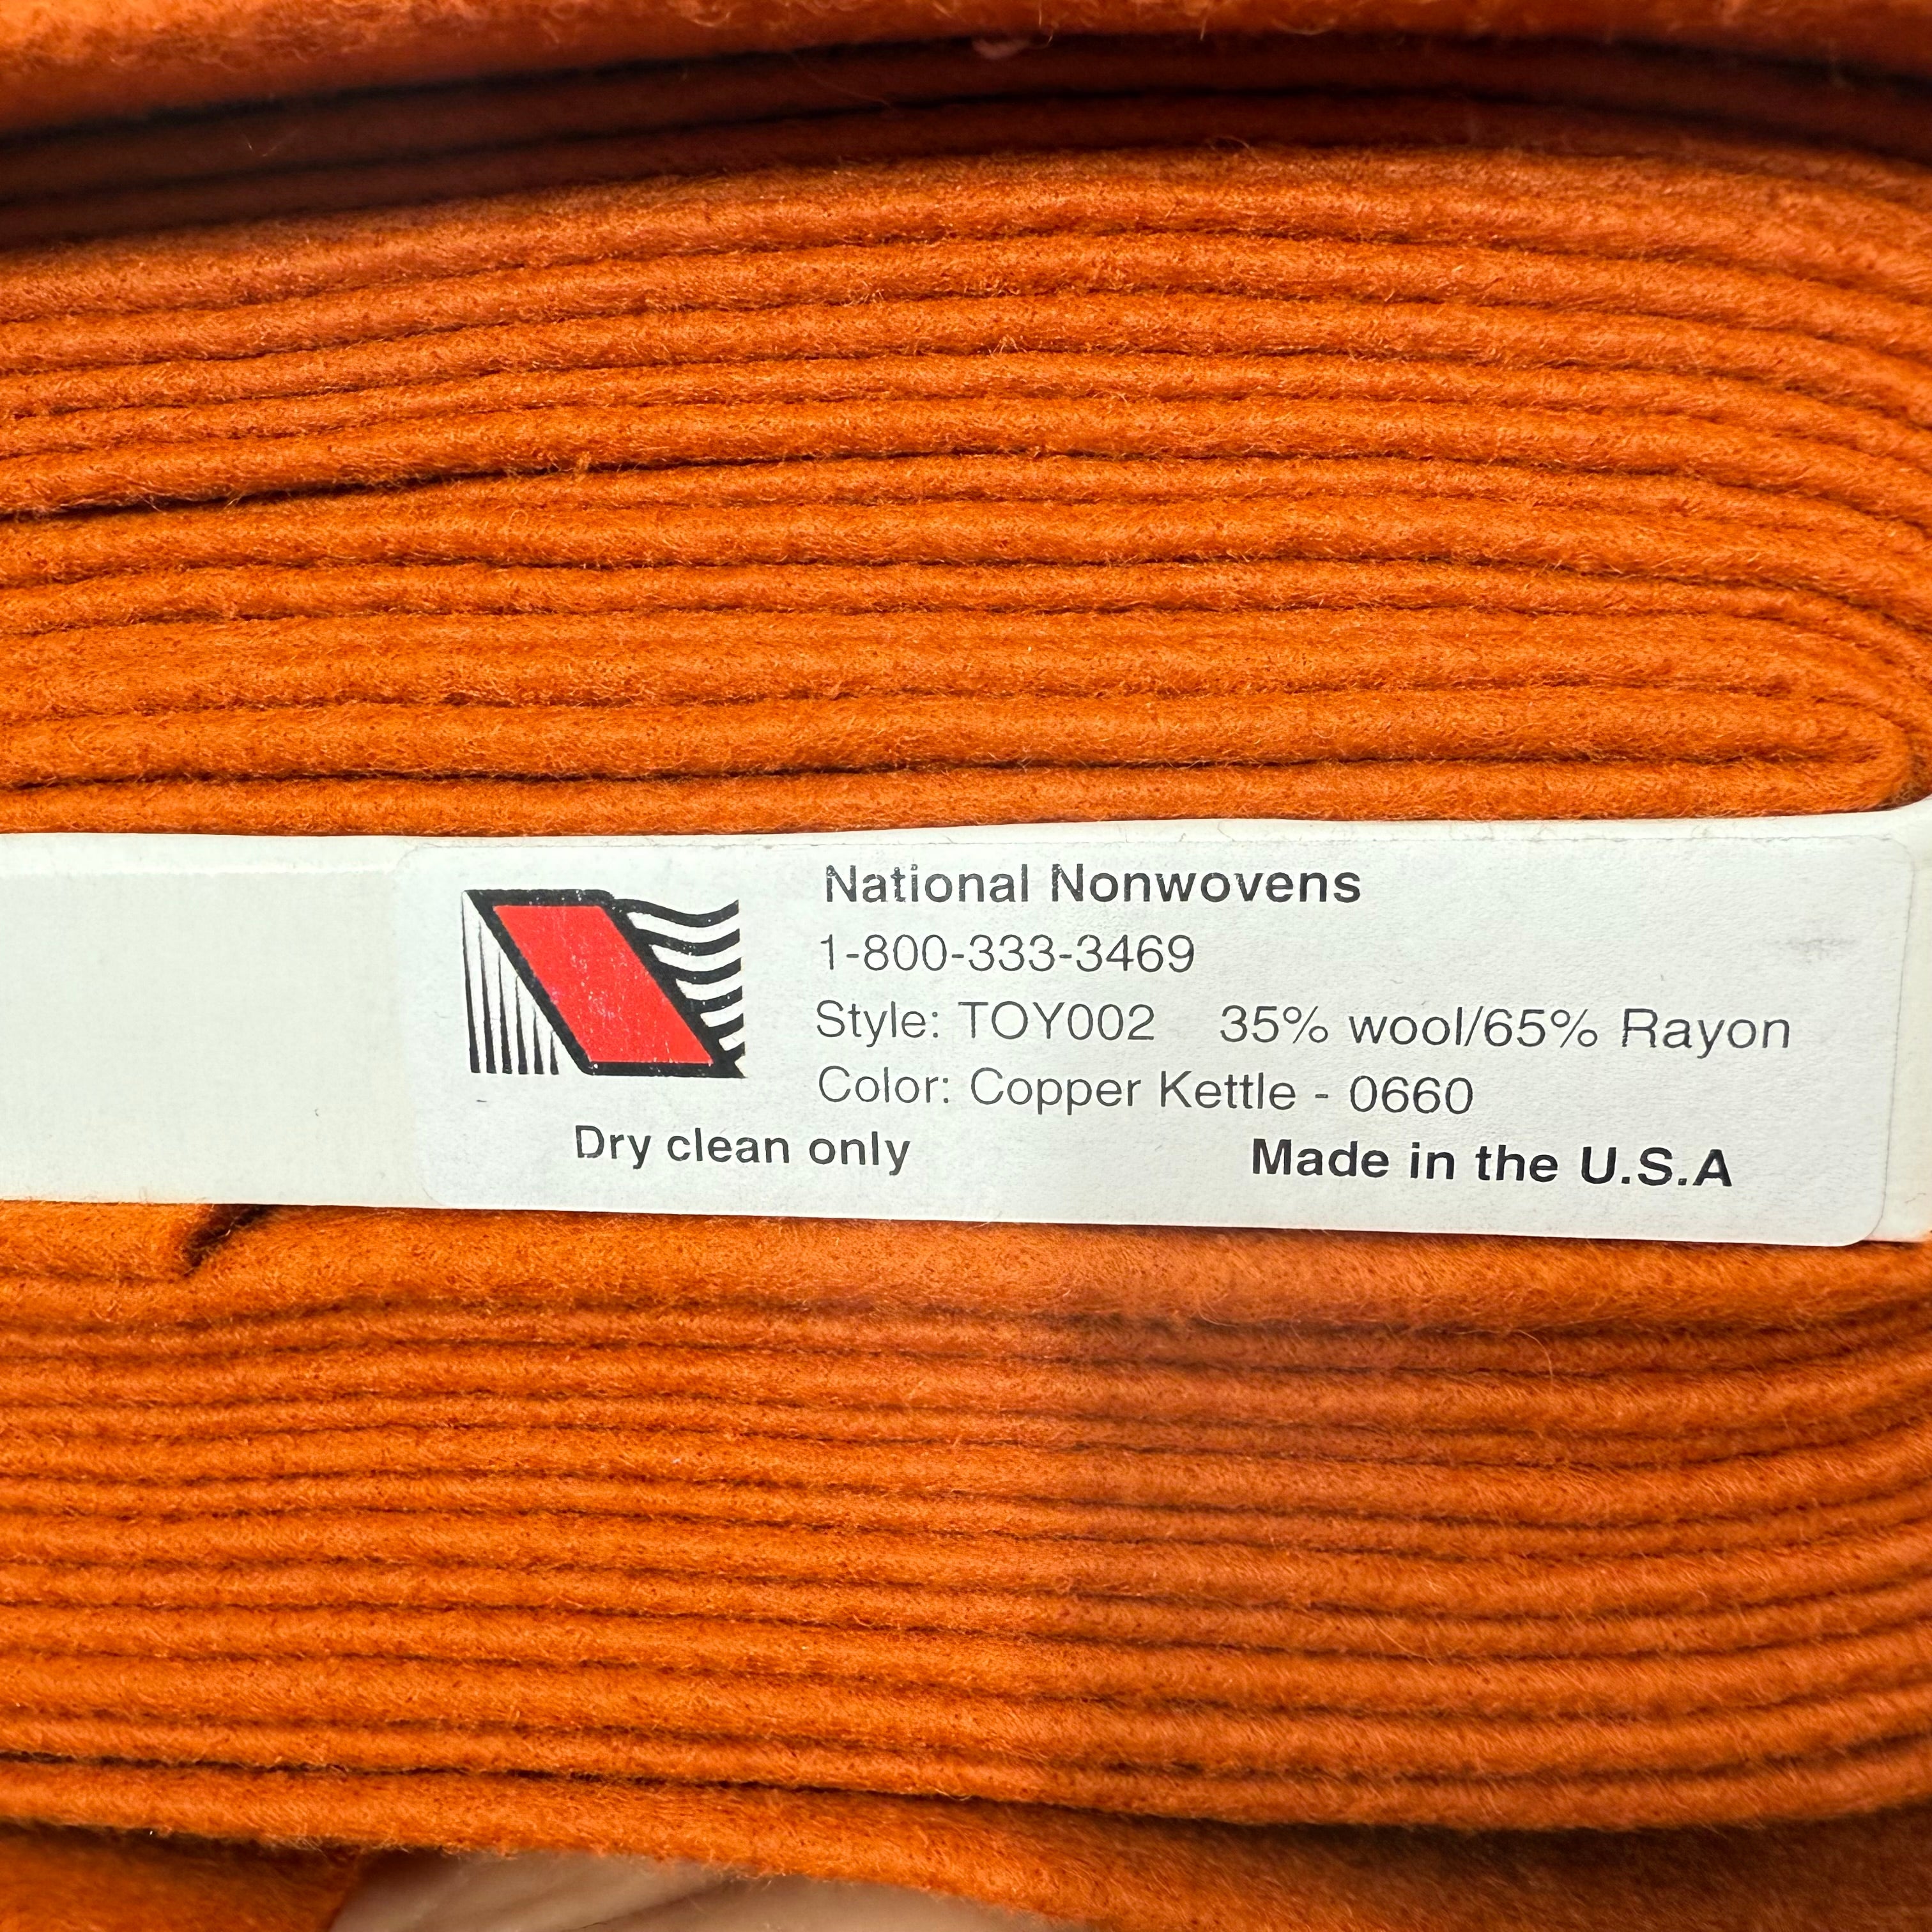 National Nonwovens
1-800-333-3469
Style: TOY002 35% wool/65% Rayon
Color: Copper Kettle - 0660
Dry clean only Made in the U.S.A